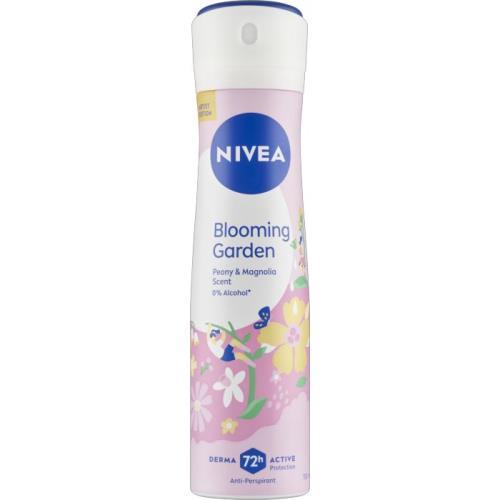 NIVEA
Blooming
Garden
Peony & Magnolia
Scent
0% Alcohol*
DERMA 72h ACTIVE
Protection
Anti-Perspirant